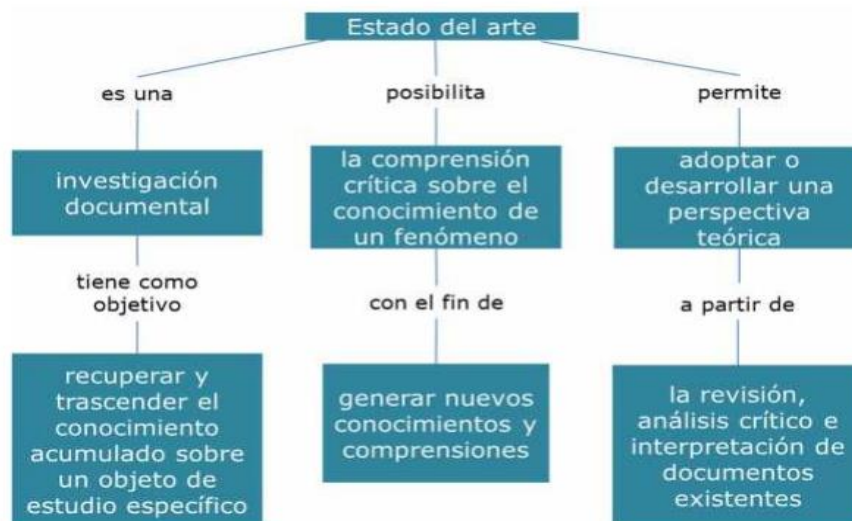 Estado del arte
es una
posibilita
permite
investigación
documental
la comprensión
crítica sobre el
conocimiento de
un fenómeno
adoptar o
desarrollar una
perspectiva
teórica
tiene como
objetivo
con el fin de
a partir de
recuperar y
trascender el
conocimiento
acumulado sobre
un objeto de
estudio específico
generar nuevos
conocimientos y
comprensiones
la revisión,
análisis crítico e
interpretación de
documentos
existentes